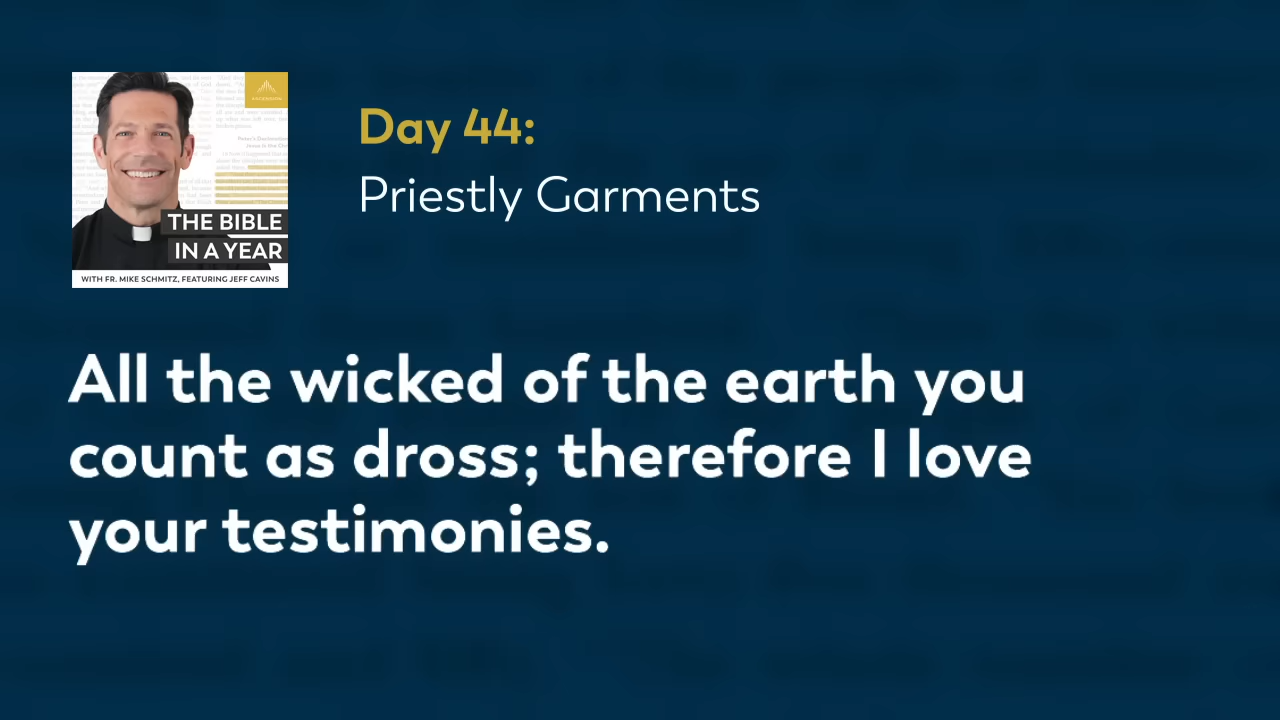 THE BIBLE
IN A YEAR
WITH FR. MIKE SCHMITZ, FEATURING JEFF CAVINS
Day 44:
Priestly Garments
All the wicked of the earth you
count as dross; therefore I love
your testimonies.